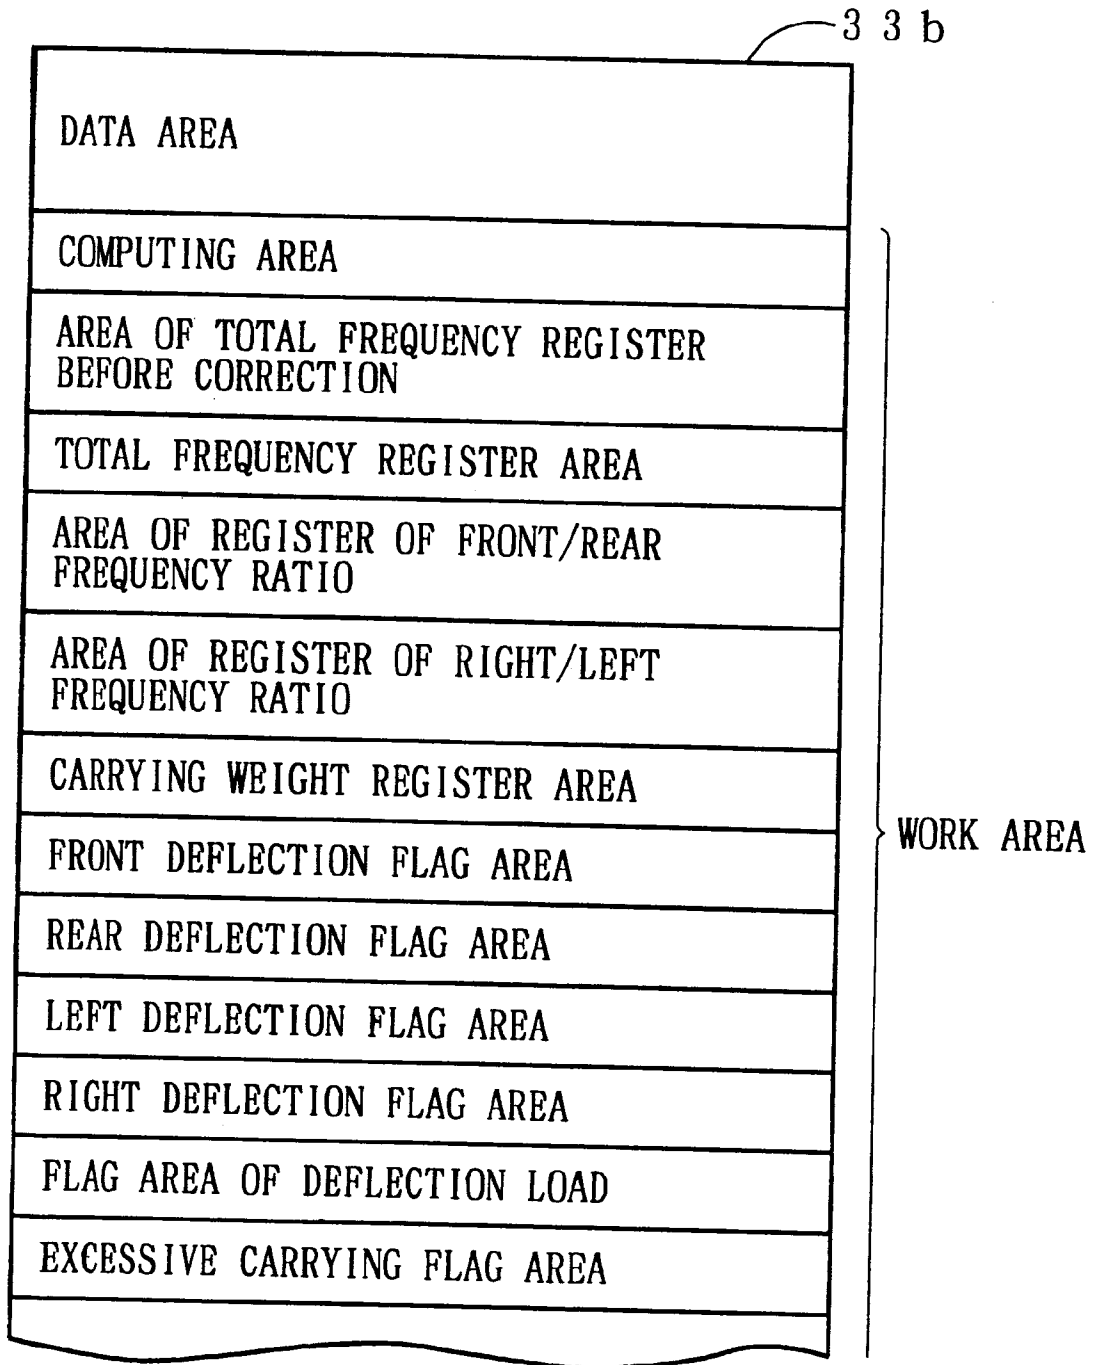 33b
DATA AREA
COMPUTING AREA
AREA OF TOTAL FREQUENCY REGISTER
BEFORE CORRECTION
TOTAL FREQUENCY REGISTER AREA
AREA OF REGISTER OF FRONT/REAR
FREQUENCY RATIO
AREA OF REGISTER OF RIGHT/LEFT
FREQUENCY RATIO
CARRYING WEIGHT REGISTER AREA
FRONT DEFLECTION FLAG AREA
REAR DEFLECTION FLAG AREA
LEFT DEFLECTION FLAG AREA
RIGHT DEFLECTION FLAG AREA
FLAG AREA OF DEFLECTION LOAD
EXCESSIVE CARRYING FLAG AREA
WORK AREA